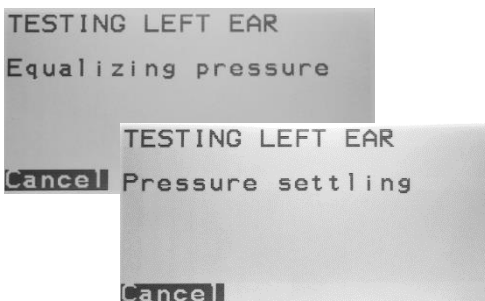 TESTING LEFT EAR
Equalizing pressure
Cancel
TESTING LEFT EAR
Pressure settling
Cancel